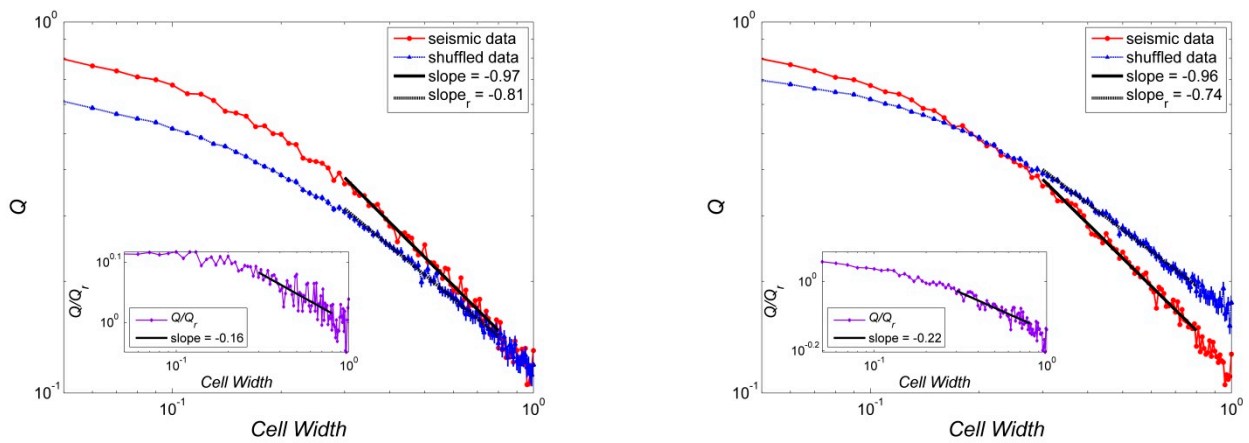 10^0
Q
10^-1
seismic data
shuffled data
slope = -0.97
slope_r = -0.81
10^0.1
10^0
Q/Q_r
Q/Q_r
slope = -0.16
10^-1
10^0
Cell Width
10^-1
10^0
Cell Width
10^0
Q
10^-1
seismic data
shuffled data
slope = -0.96
slope_r = -0.74
10^0
10^-0.2
Q/Q_r
Q/Q_r
slope = -0.22
10^-1
10^0
Cell Width
10^-1
10^0
Cell Width